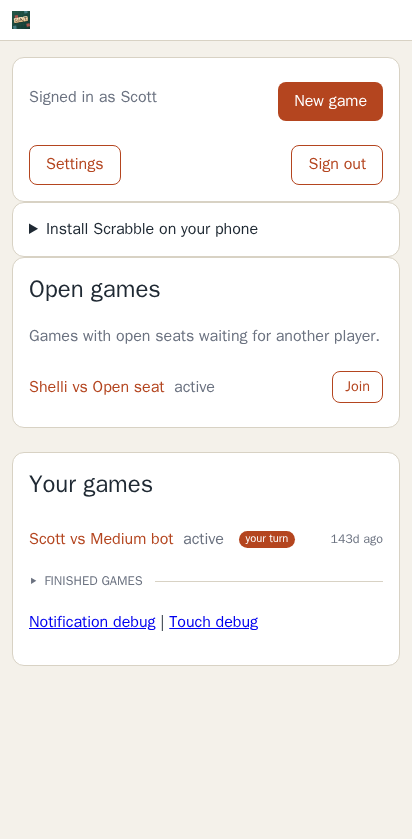 Signed in as Scott
New game
Settings
Sign out
Install Scrabble on your phone
Open games
Games with open seats waiting for another player.
Shelli vs Open seat active
Join
Your games
Scott vs Medium bot active your turn 143d ago
FINISHED GAMES
Notification debug | Touch debug